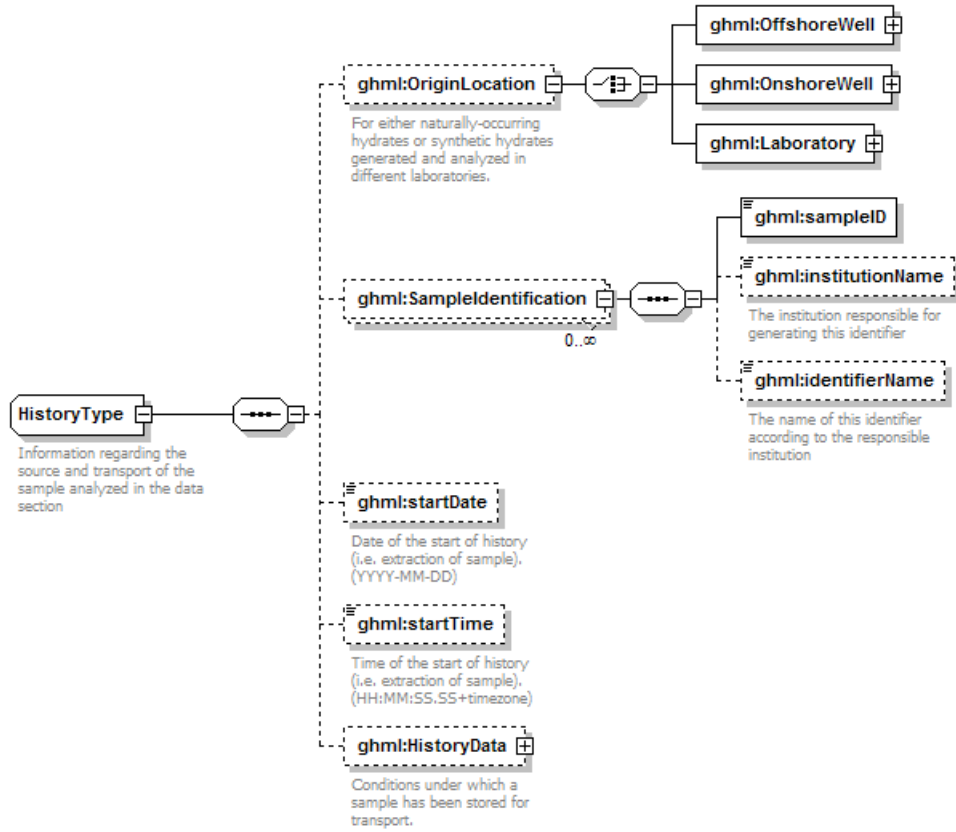 ghml:OffshoreWell
ghml:OriginLocation
ghml:OnshoreWell
For either naturally-occurring
hydrates or synthetic hydrates
generated and analyzed in
different laboratories.
ghml:Laboratory
ghml:sampleID
ghml:SampleIdentification
0..∞
ghml:institutionName
The institution responsible for
generating this identifier
ghml:identifierName
The name of this identifier
according to the responsible
institution
HistoryType
Information regarding the
source and transport of the
sample analyzed in the data
section
ghml:startDate
Date of the start of history
(i.e. extraction of sample).
(YYYY-MM-DD)
ghml:startTime
Time of the start of history
(i.e. extraction of sample).
(HH:MM:SS.SS+timezone)
ghml:HistoryData
Conditions under which a
sample has been stored for
transport.